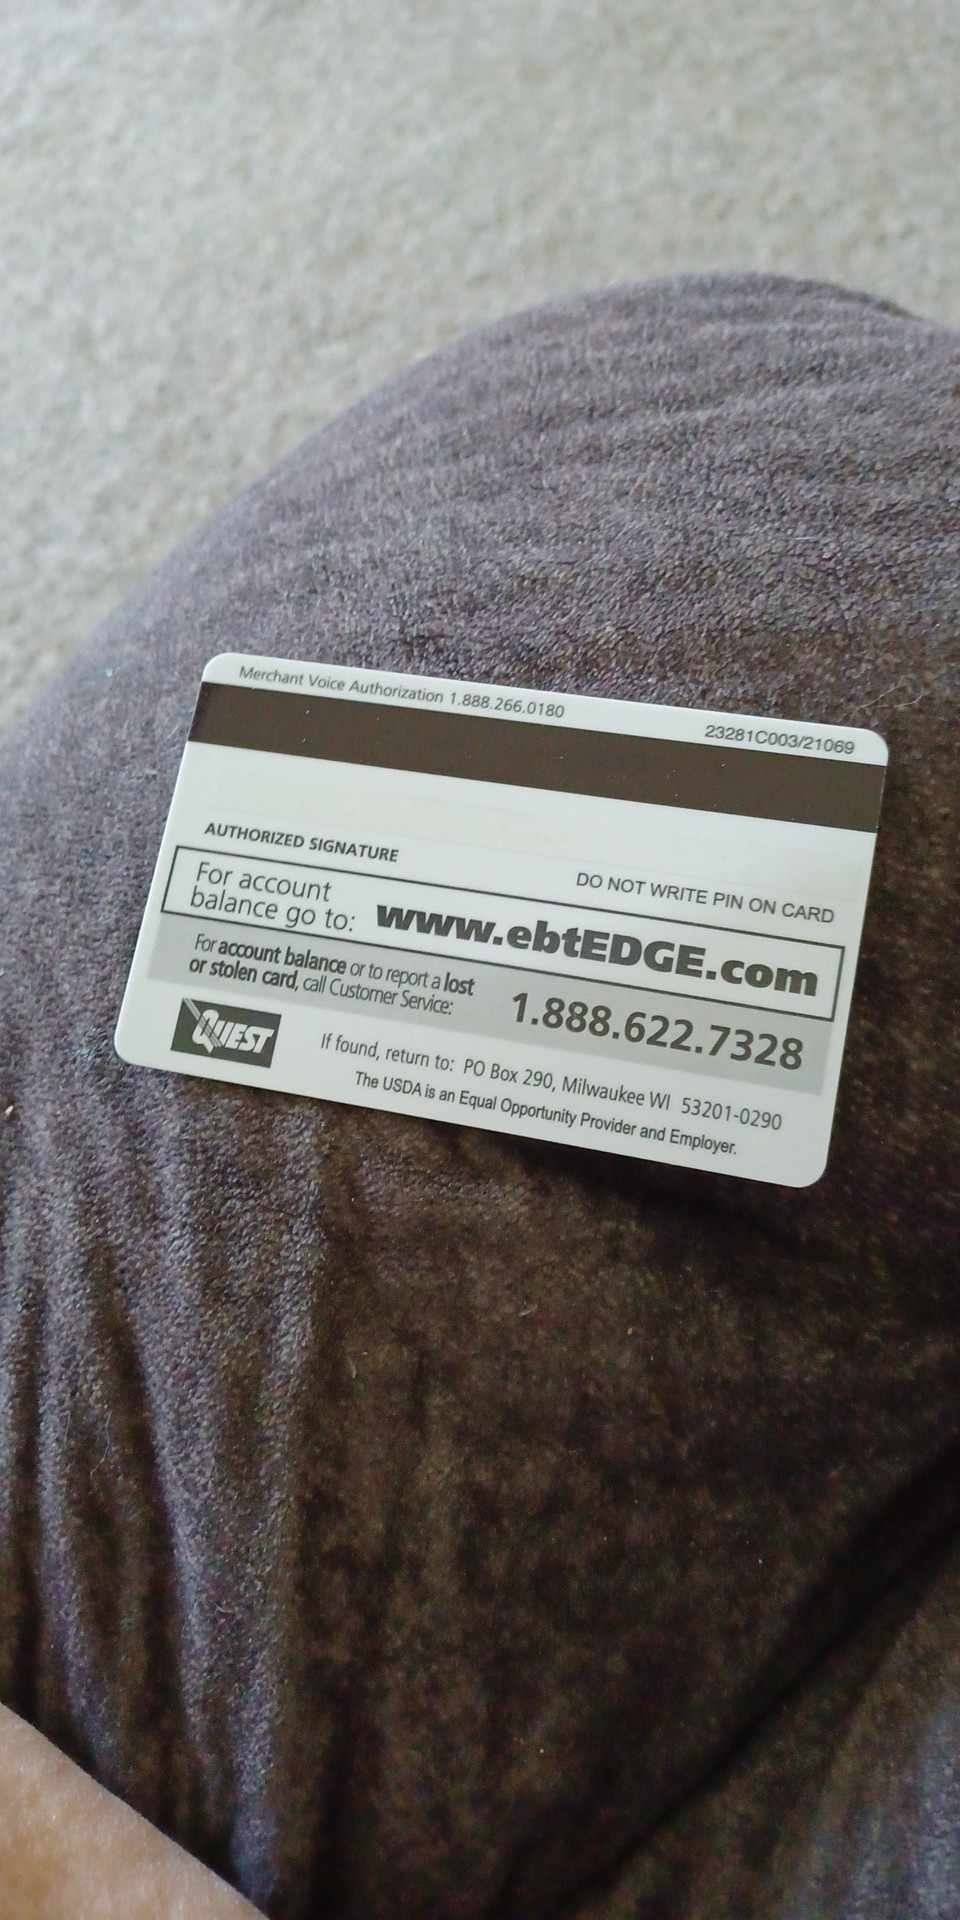 Merchant Voice Authorization 1.888.266.0180
23281C003/21069
AUTHORIZED SIGNATURE
DO NOT WRITE PIN ON CARD
For account
balance go to: www.ebtEDGE.com
For account balance or to report a lost
or stolen card, call Customer Service: 1.888.622.7328
QUEST
If found, return to: PO Box 290, Milwaukee WI 53201-0290
The USDA is an Equal Opportunity Provider and Employer.